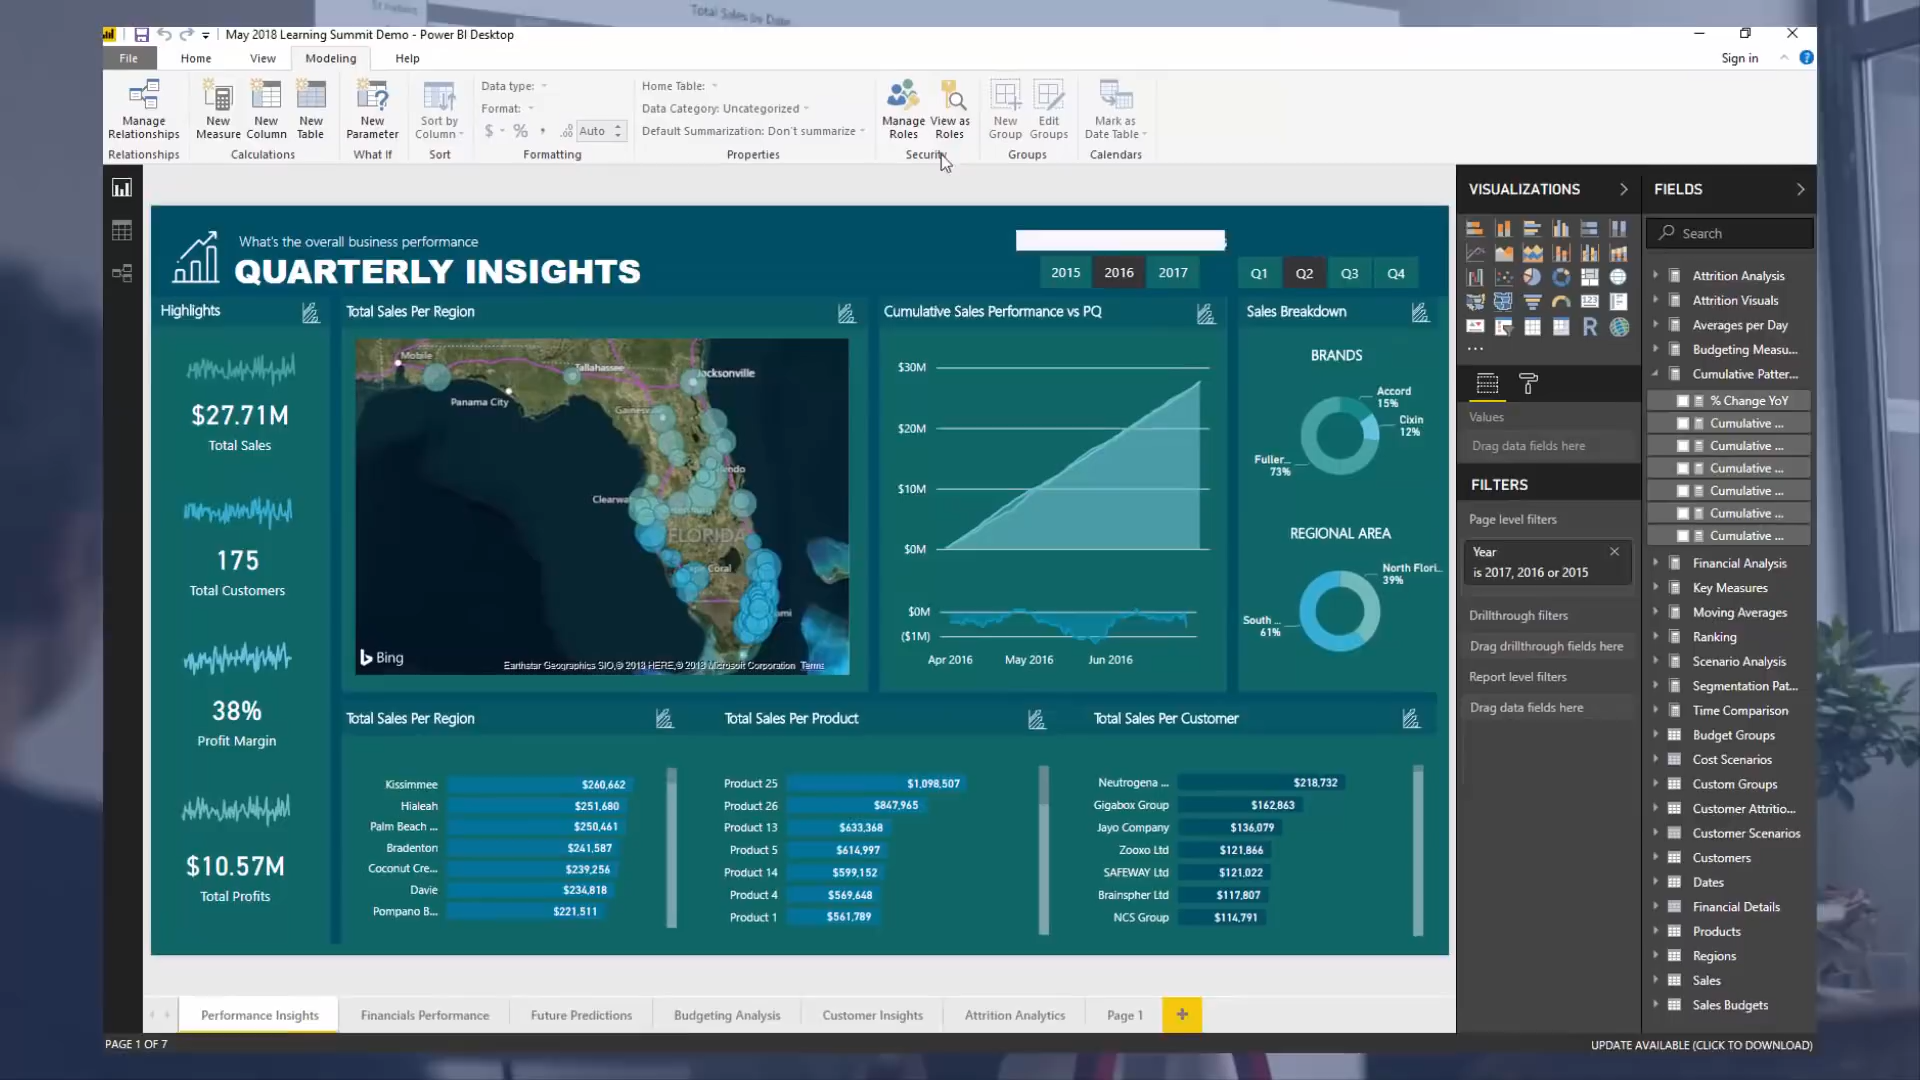 Total Sales by Date
May 2018 Learning Summit Demo - Power BI Desktop
File Home View Modeling Help Sign in
Manage Relationships
New Measure
New Column
New Table
New Parameter
Sort by Column
Data type:
Format:
$ % , .00 Auto
Home Table:
Data Category: Uncategorized
Default Summarization: Don't summarize
Manage Roles
View as Roles
New Group
Edit Groups
Mark as Date Table
Relationships Calculations What If Sort Formatting Properties Security Groups Calendars
What's the overall business performance
QUARTERLY INSIGHTS
2015 2016 2017 Q1 Q2 Q3 Q4
Highlights
$27.71M
Total Sales
175
Total Customers
38%
Profit Margin
$10.57M
Total Profits
Total Sales Per Region
Mobile
Tallahassee
Jacksonville
Panama City
Gainesv
Clearwa
FLORIDA
Coral
Bing
Earthstar Geographics SIO,© 2018 HERE,© 2018 Microsoft Corporation Terms
Cumulative Sales Performance vs PQ
$30M
$20M
$10M
$0M
$0M
($1M)
Apr 2016 May 2016 Jun 2016
Sales Breakdown
BRANDS
Accord
15%
Cixin
12%
Fuller...
73%
REGIONAL AREA
North Flori...
39%
South ...
61%
Total Sales Per Region
Kissimmee $260,662
Hialeah $251,680
Palm Beach ... $250,461
Bradenton $241,587
Coconut Cre... $239,256
Davie $234,818
Pompano B... $221,511
Total Sales Per Product
Product 25 $1,098,507
Product 26 $847,965
Product 13 $633,368
Product 5 $614,997
Product 14 $599,152
Product 4 $569,648
Product 1 $561,789
Total Sales Per Customer
Neutrogena ... $218,732
Gigabox Group $162,863
Jayo Company $136,079
Zooxo Ltd $121,866
SAFEWAY Ltd $121,022
Brainspher Ltd $117,807
NCS Group $114,791
VISUALIZATIONS
R
...
Values
Drag data fields here
FILTERS
Page level filters
Year
is 2017, 2016 or 2015
Drillthrough filters
Drag drillthrough fields here
Report level filters
Drag data fields here
FIELDS
Search
Attrition Analysis
Attrition Visuals
Averages per Day
Budgeting Measu...
Cumulative Patter...
% Change YoY
Cumulative ...
Cumulative ...
Cumulative ...
Cumulative ...
Cumulative ...
Cumulative ...
Financial Analysis
Key Measures
Moving Averages
Ranking
Scenario Analysis
Segmentation Pat...
Time Comparison
Budget Groups
Cost Scenarios
Custom Groups
Customer Attritio...
Customer Scenarios
Customers
Dates
Financial Details
Products
Regions
Sales
Sales Budgets
Performance Insights Financials Performance Future Predictions Budgeting Analysis Customer Insights Attrition Analytics Page 1 +
PAGE 1 OF 7
UPDATE AVAILABLE (CLICK TO DOWNLOAD)